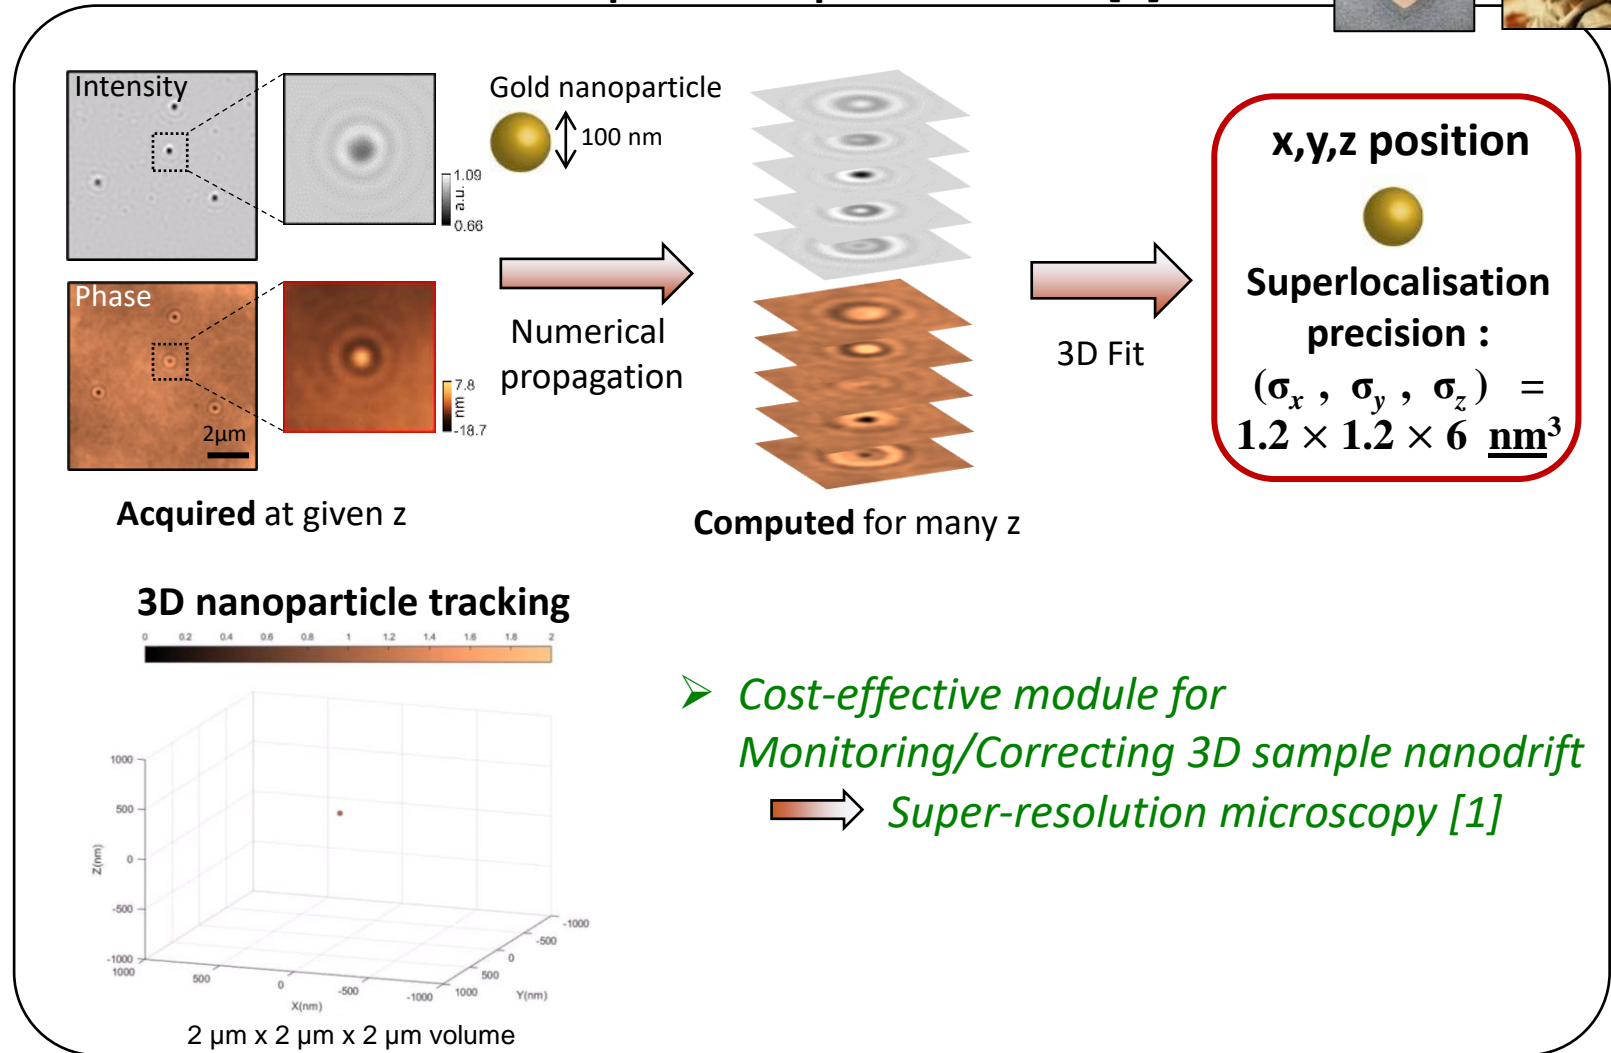 Intensity
1.09
a.u.
0.66
Gold nanoparticle
100 nm
Phase
2µm
7.8
nm
-18.7
Numerical
propagation
3D Fit
x,y,z position
Superlocalisation
precision :
(σx , σy , σz) =
1.2 × 1.2 × 6 nm³
Acquired at given z
Computed for many z
3D nanoparticle tracking
0 0.2 0.4 0.6 0.8 1 1.2 1.4 1.6 1.8 2
1000
500
0
-500
-1000
Z(nm)
1000 500 0 -500 -1000
X(nm)
1000 500 0 -500 -1000
Y(nm)
2 µm x 2 µm x 2 µm volume
➢ Cost-effective module for
Monitoring/Correcting 3D sample nanodrift
Super-resolution microscopy [1]